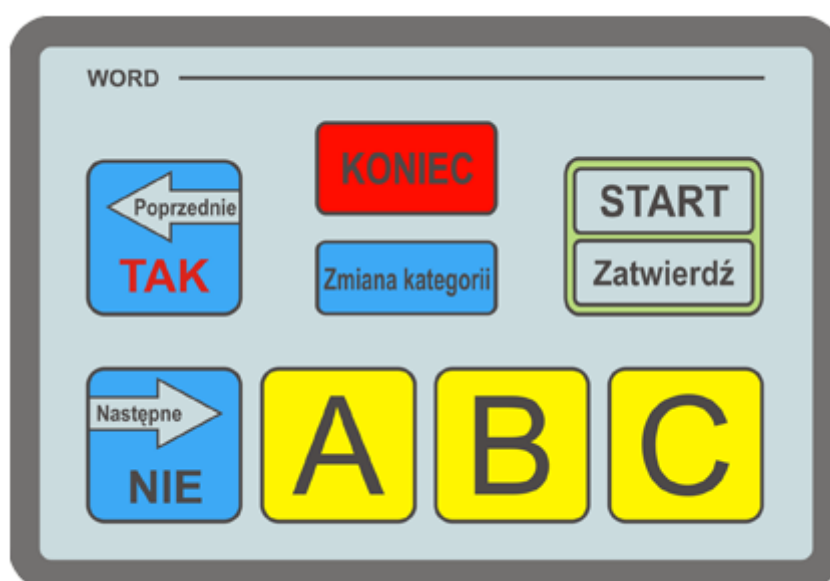 WORD
KONIEC
Poprzednie
TAK
START
Zmiana kategorii
Zatwierdź
Następne
NIE
A B C